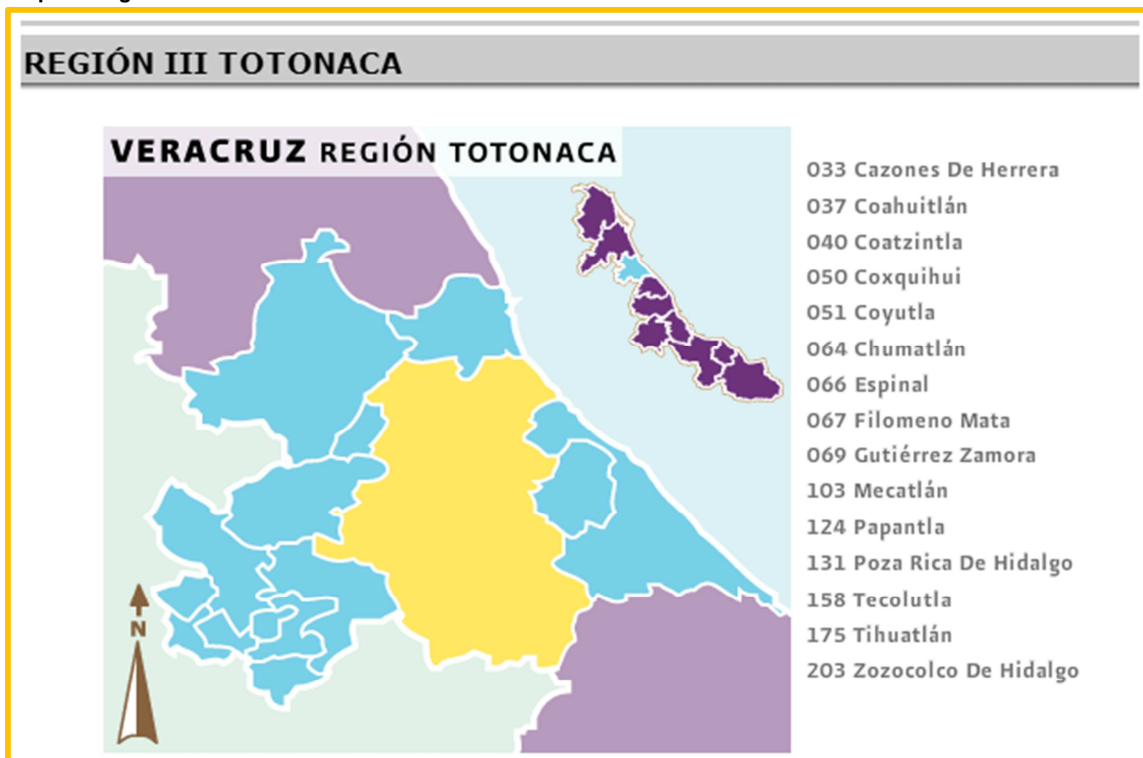 REGIÓN III TOTONACA
VERACRUZ REGIÓN TOTONACA
033 Cazones De Herrera
037 Coahuitlán
040 Coatzintla
050 Coxquihui
051 Coyutla
064 Chumatlán
066 Espinal
067 Filomeno Mata
069 Gutiérrez Zamora
103 Mecatlán
124 Papantla
131 Poza Rica De Hidalgo
158 Tecolutla
175 Tihuatlán
203 Zozocolco De Hidalgo
N